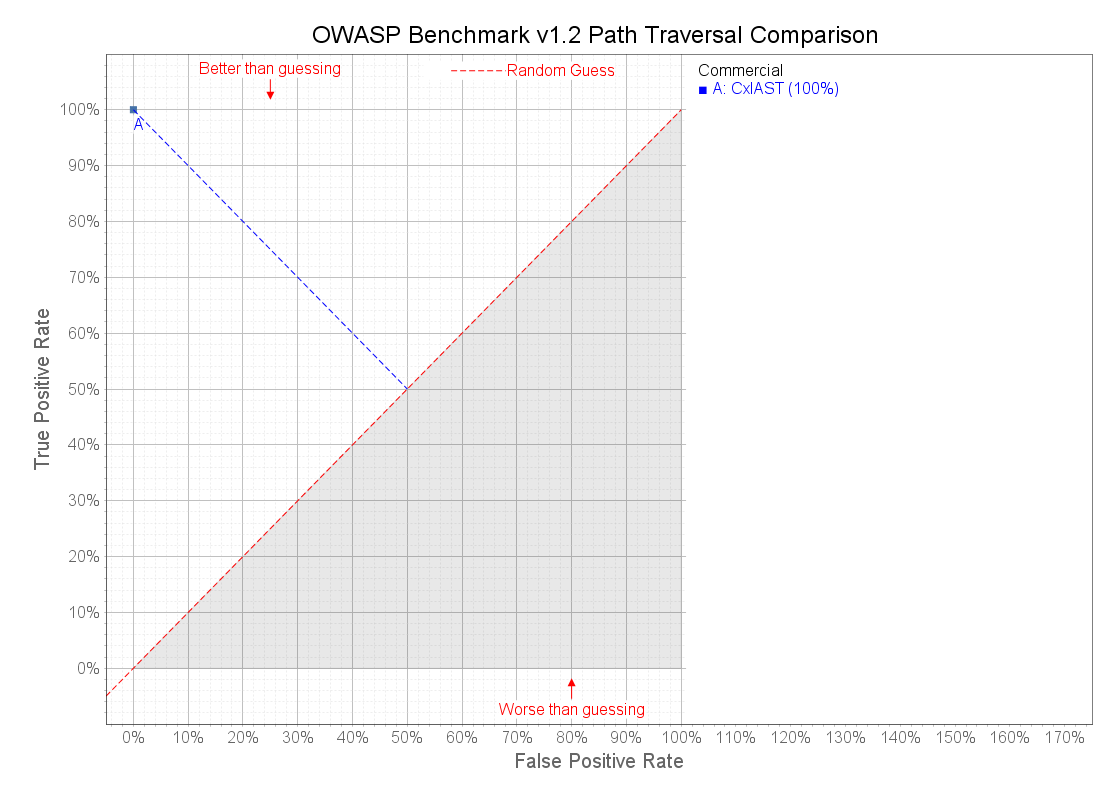 OWASP Benchmark v1.2 Path Traversal Comparison
Better than guessing
Random Guess
Commercial
A: CxIAST (100%)
A
100%
90%
80%
70%
60%
50%
40%
30%
20%
10%
0%
True Positive Rate
Worse than guessing
0% 10% 20% 30% 40% 50% 60% 70% 80% 90% 100% 110% 120% 130% 140% 150% 160% 170%
False Positive Rate